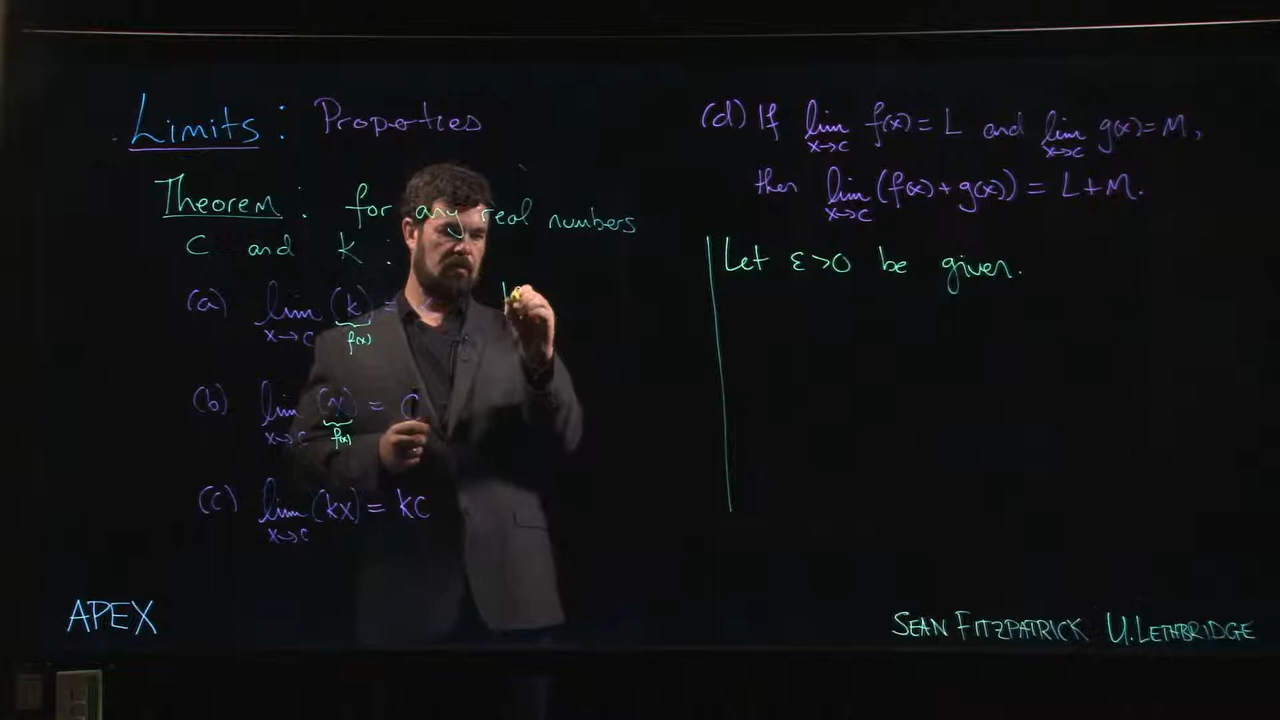 Limits: Properties
Theorem: for any real numbers
c and k:
(a) lim (k) =
x→c f(x)
(b) lim (x) = c
x→c f(x)
(c) lim (kx) = kc
x→c
(d) If lim f(x) = L and lim g(x) = M,
x→c x→c
then lim (f(x) + g(x)) = L+M.
x→c
Let ε>0 be given.
APEX
SEAN FITZPATRICK U. LETHBRIDGE